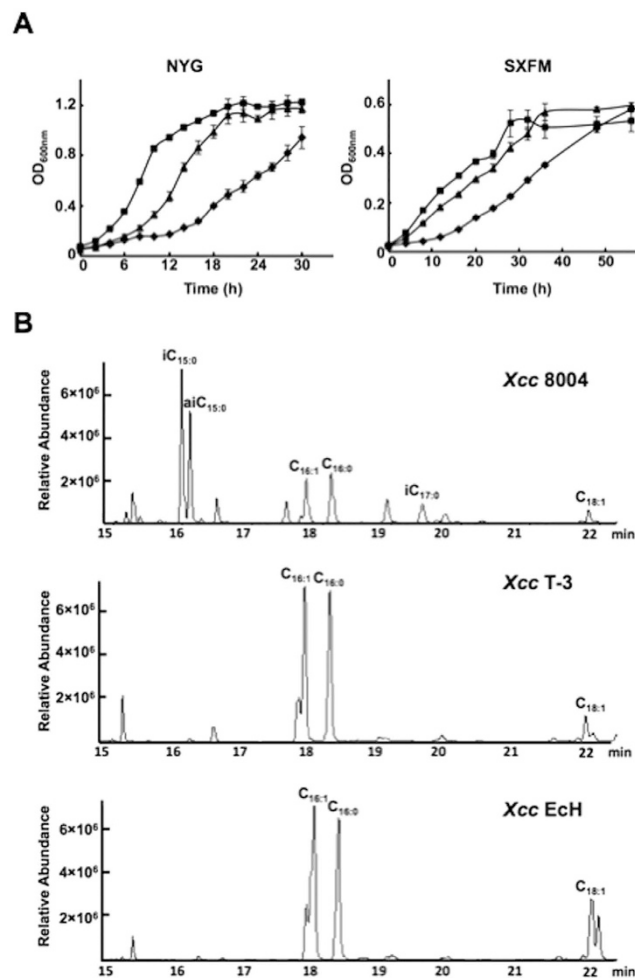 A
NYG
SXFM
OD600nm
1.2
0.8
0.4
0
0 6 12 18 24 30
Time (h)
OD600nm
0.6
0.4
0.2
0
0 10 20 30 40 50
Time (h)
B
Xcc 8004
Relative Abundance
6×10⁶
4×10⁶
2×10⁶
iC15:0
aiC15:0
C16:1
C16:0
iC17:0
C18:1
15 16 17 18 19 20 21 22 min
Xcc T-3
Relative Abundance
6×10⁶
4×10⁶
2×10⁶
C16:1
C16:0
C18:1
15 16 17 18 19 20 21 22 min
Xcc EcH
Relative Abundance
6×10⁶
4×10⁶
2×10⁶
C16:1
C16:0
C18:1
15 16 17 18 19 20 21 22 min